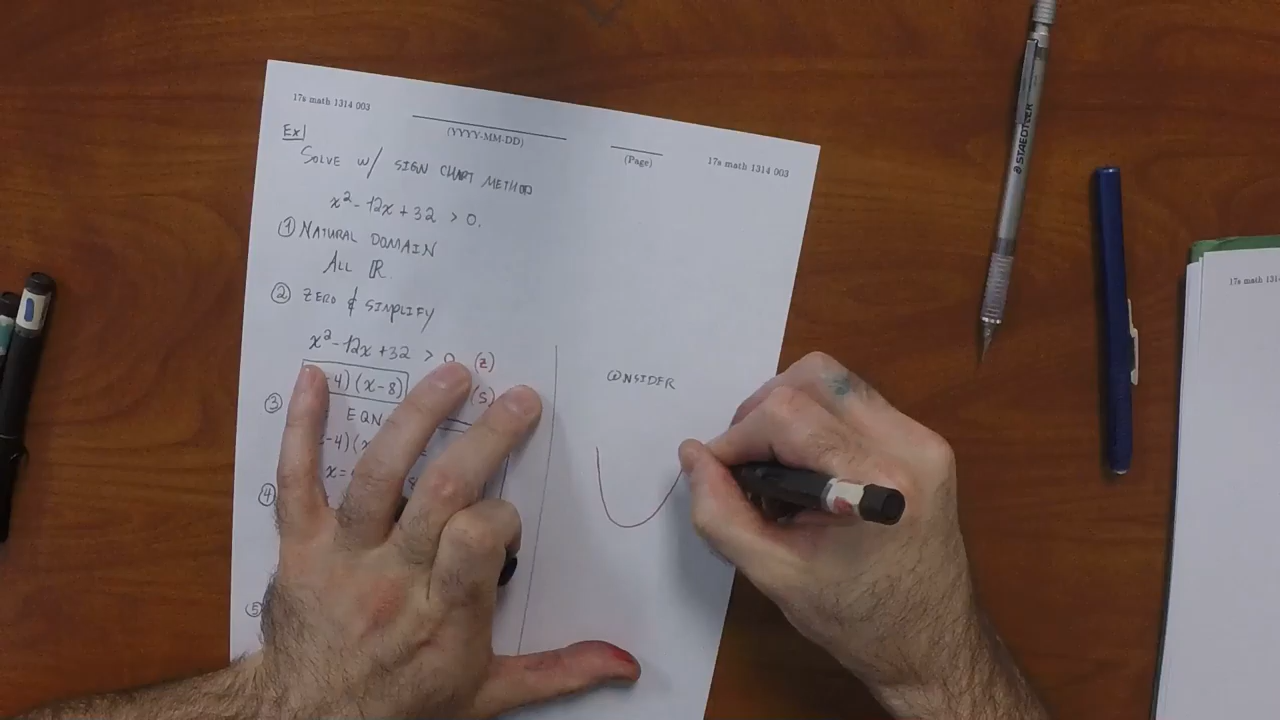 17s math 1314 003
(YYYY-MM-DD)
(Page)
17s math 1314 003
Ex1
SOLVE W/ SIGN CHART METHOD
x² - 12x + 32 > 0.
① NATURAL DOMAIN
ALL ℝ.
② ZERO & SIMPLIFY
x² - 12x + 32 > 0 (Z)
-4)(x-8) (S)
③ EQN
-4)(x
x=
④
⑤
CONSIDER
STAEDTLER
17s math 131